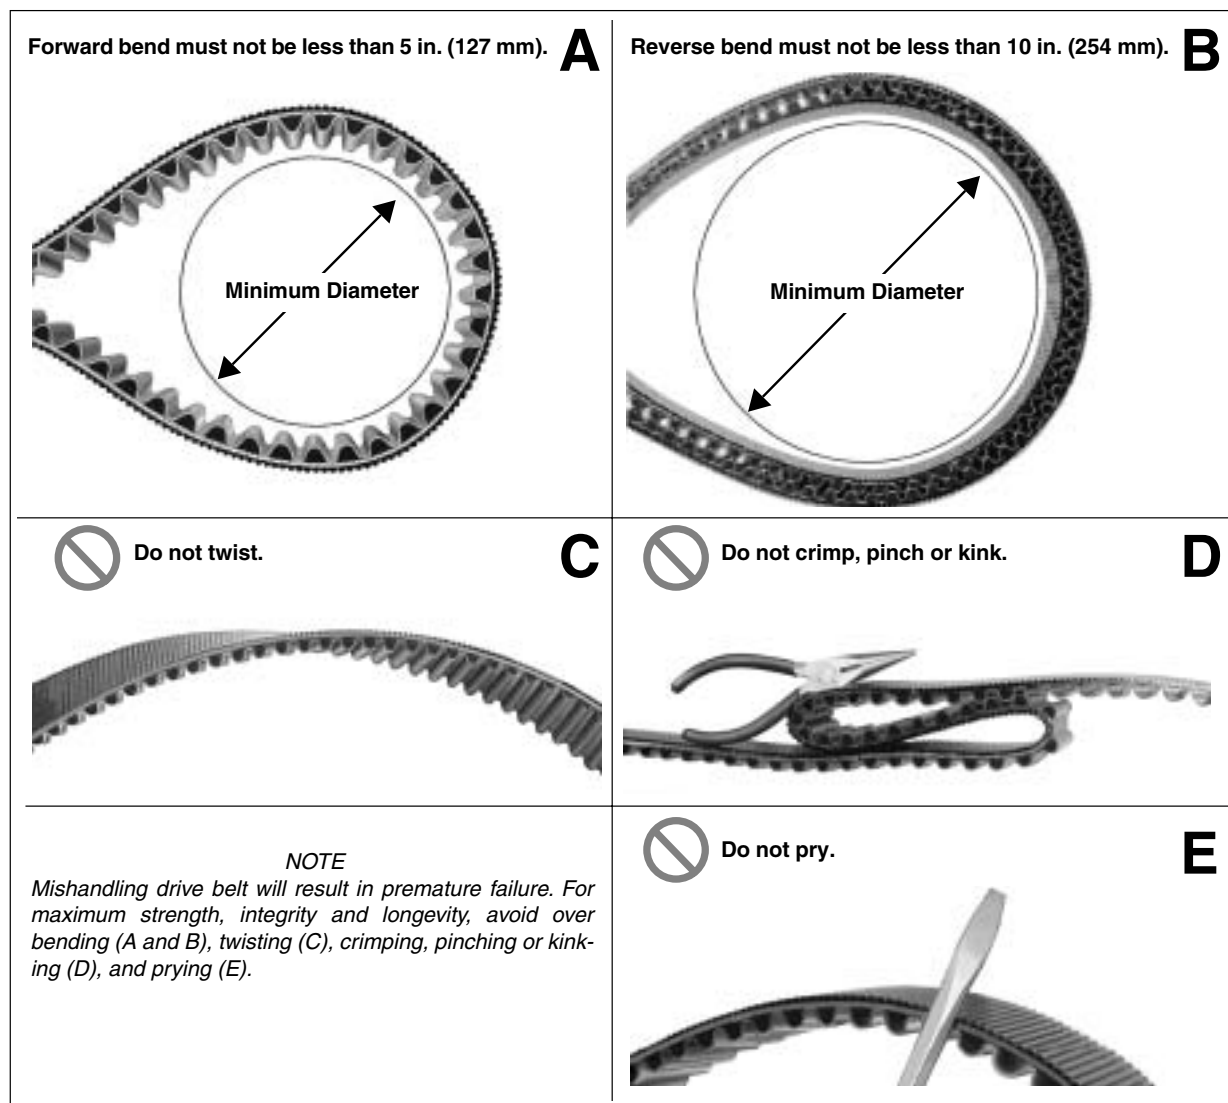 Forward bend must not be less than 5 in. (127 mm). A
Minimum Diameter
Reverse bend must not be less than 10 in. (254 mm). B
Minimum Diameter
Do not twist. C
Do not crimp, pinch or kink. D
NOTE
Mishandling drive belt will result in premature failure. For
maximum strength, integrity and longevity, avoid over
bending (A and B), twisting (C), crimping, pinching or kink-
ing (D), and prying (E).
Do not pry. E